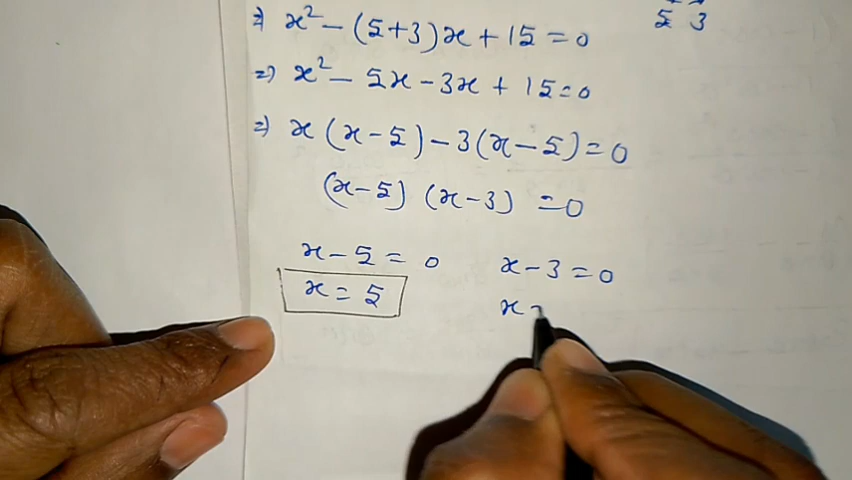 ⇒ x² - (5+3)x + 15 = 0
5 3
⇒ x² - 5x - 3x + 15 = 0
⇒ x (x - 5) - 3 (x - 5) = 0
(x - 5) (x - 3) = 0
x - 5 = 0 x - 3 = 0
x = 5 x =